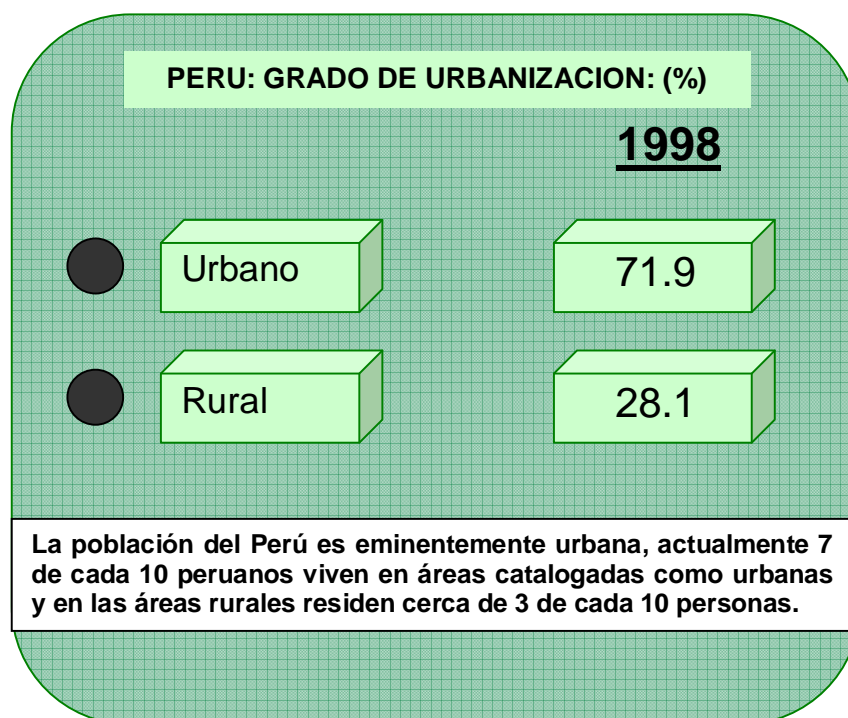 PERU: GRADO DE URBANIZACION: (%)
1998
Urbano 71.9
Rural 28.1
La población del Perú es eminentemente urbana, actualmente 7
de cada 10 peruanos viven en áreas catalogadas como urbanas
y en las áreas rurales residen cerca de 3 de cada 10 personas.